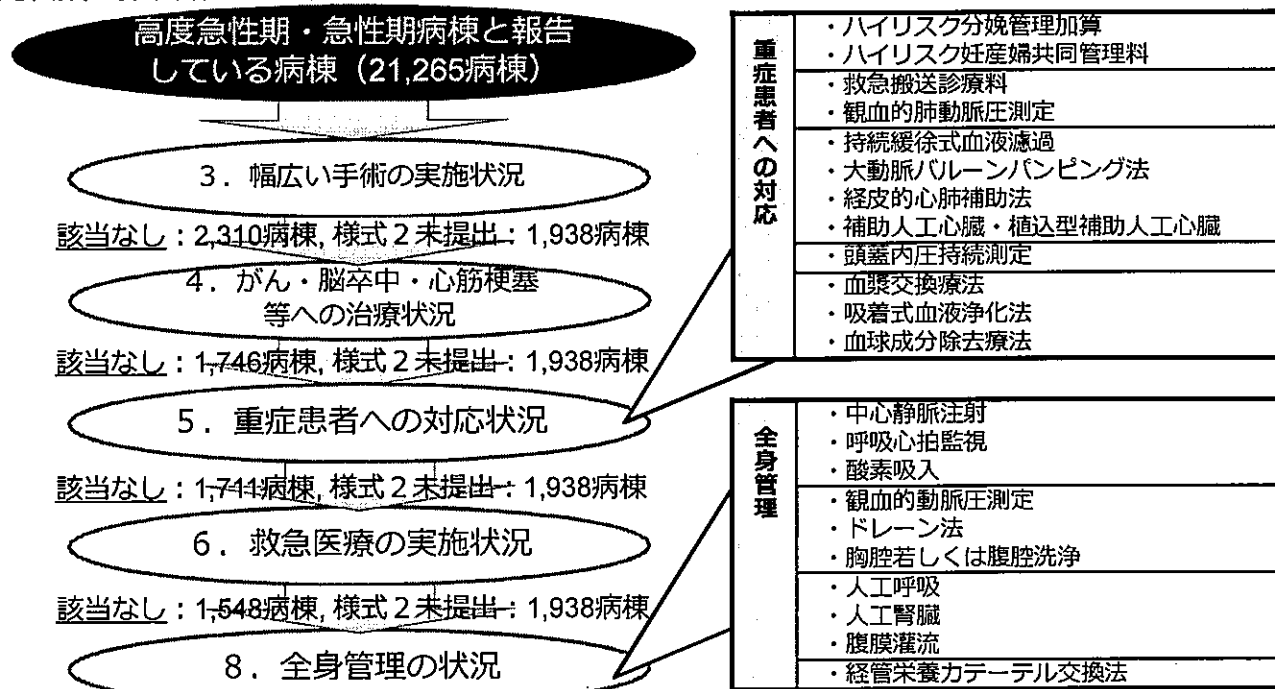 高度急性期・急性期病棟と報告
している病棟（21,265病棟）
3．幅広い手術の実施状況
該当なし：2,310病棟, 様式２未提出：1,938病棟
4．がん・脳卒中・心筋梗塞
等への治療状況
該当なし：1,746病棟, 様式２未提出：1,938病棟
5．重症患者への対応状況
該当なし：1,711病棟, 様式２未提出：1,938病棟
6．救急医療の実施状況
該当なし：1,548病棟, 様式２未提出：1,938病棟
8．全身管理の状況
重症患者への対応
・ハイリスク分娩管理加算
・ハイリスク妊産婦共同管理料
・救急搬送診療料
・観血的肺動脈圧測定
・持続緩徐式血液濾過
・大動脈バルーンパンピング法
・経皮的心肺補助法
・補助人工心臓・植込型補助人工心臓
・頭蓋内圧持続測定
・血漿交換療法
・吸着式血液浄化法
・血球成分除去療法
全身管理
・中心静脈注射
・呼吸心拍監視
・酸素吸入
・観血的動脈圧測定
・ドレーン法
・胸腔若しくは腹腔洗浄
・人工呼吸
・人工腎臓
・腹膜灌流
・経管栄養カテーテル交換法